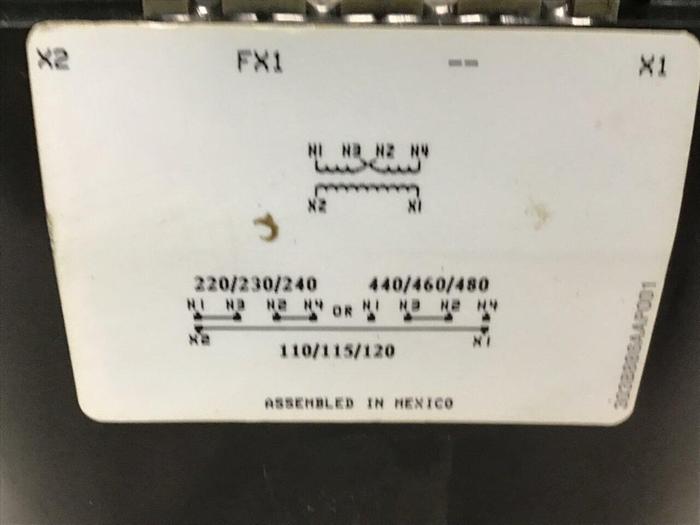 X2 FX1 -- X1
H1 H3 H2 H4
X2 X1
220/230/240 440/460/480
H1 H3 H2 H4 OR H1 H3 H2 H4
X2 X1
110/115/120
ASSEMBLED IN MEXICO